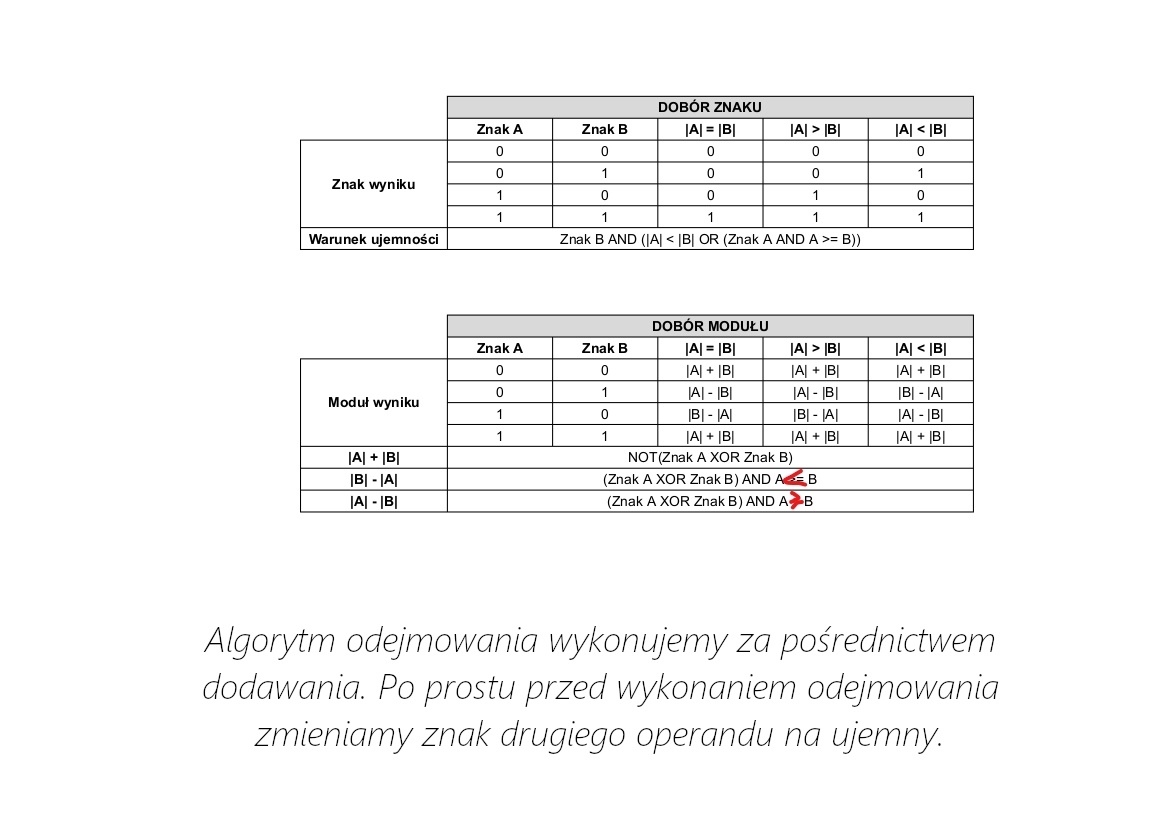 DOBÓR ZNAKU
Znak A Znak B |A| = |B| |A| > |B| |A| < |B|
Znak wyniku
0 0 0 0 0
0 1 0 0 1
1 0 0 1 0
1 1 1 1 1
Warunek ujemności Znak B AND (|A| < |B| OR (Znak A AND A >= B))
DOBÓR MODUŁU
Znak A Znak B |A| = |B| |A| > |B| |A| < |B|
Moduł wyniku
0 0 |A| + |B| |A| + |B| |A| + |B|
0 1 |A| - |B| |A| - |B| |B| - |A|
1 0 |B| - |A| |B| - |A| |A| - |B|
1 1 |A| + |B| |A| + |B| |A| + |B|
|A| + |B| NOT(Znak A XOR Znak B)
|B| - |A| (Znak A XOR Znak B) AND A < B
|A| - |B| (Znak A XOR Znak B) AND A > B
Algorytm odejmowania wykonujemy za pośrednictwem
dodawania. Po prostu przed wykonaniem odejmowania
zmieniamy znak drugiego operandu na ujemny.